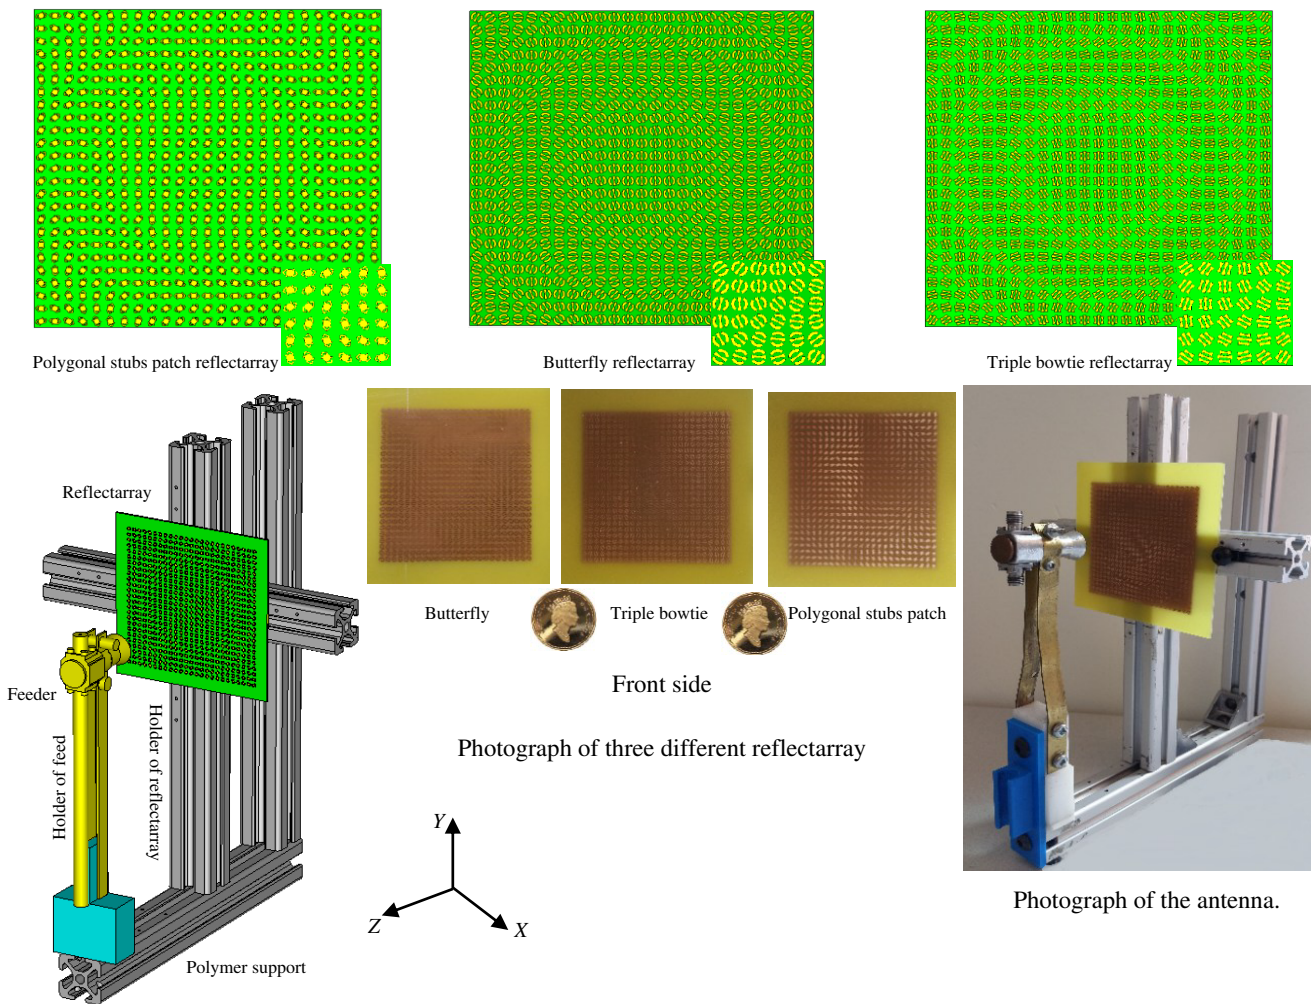 Polygonal stubs patch reflectarray
Butterfly reflectarray
Triple bowtie reflectarray
Reflectarray
Feeder
Holder of feed
Holder of reflectarray
Polymer support
Butterfly
Triple bowtie
Polygonal stubs patch
Front side
Photograph of three different reflectarray
Y
Z
X
Photograph of the antenna.